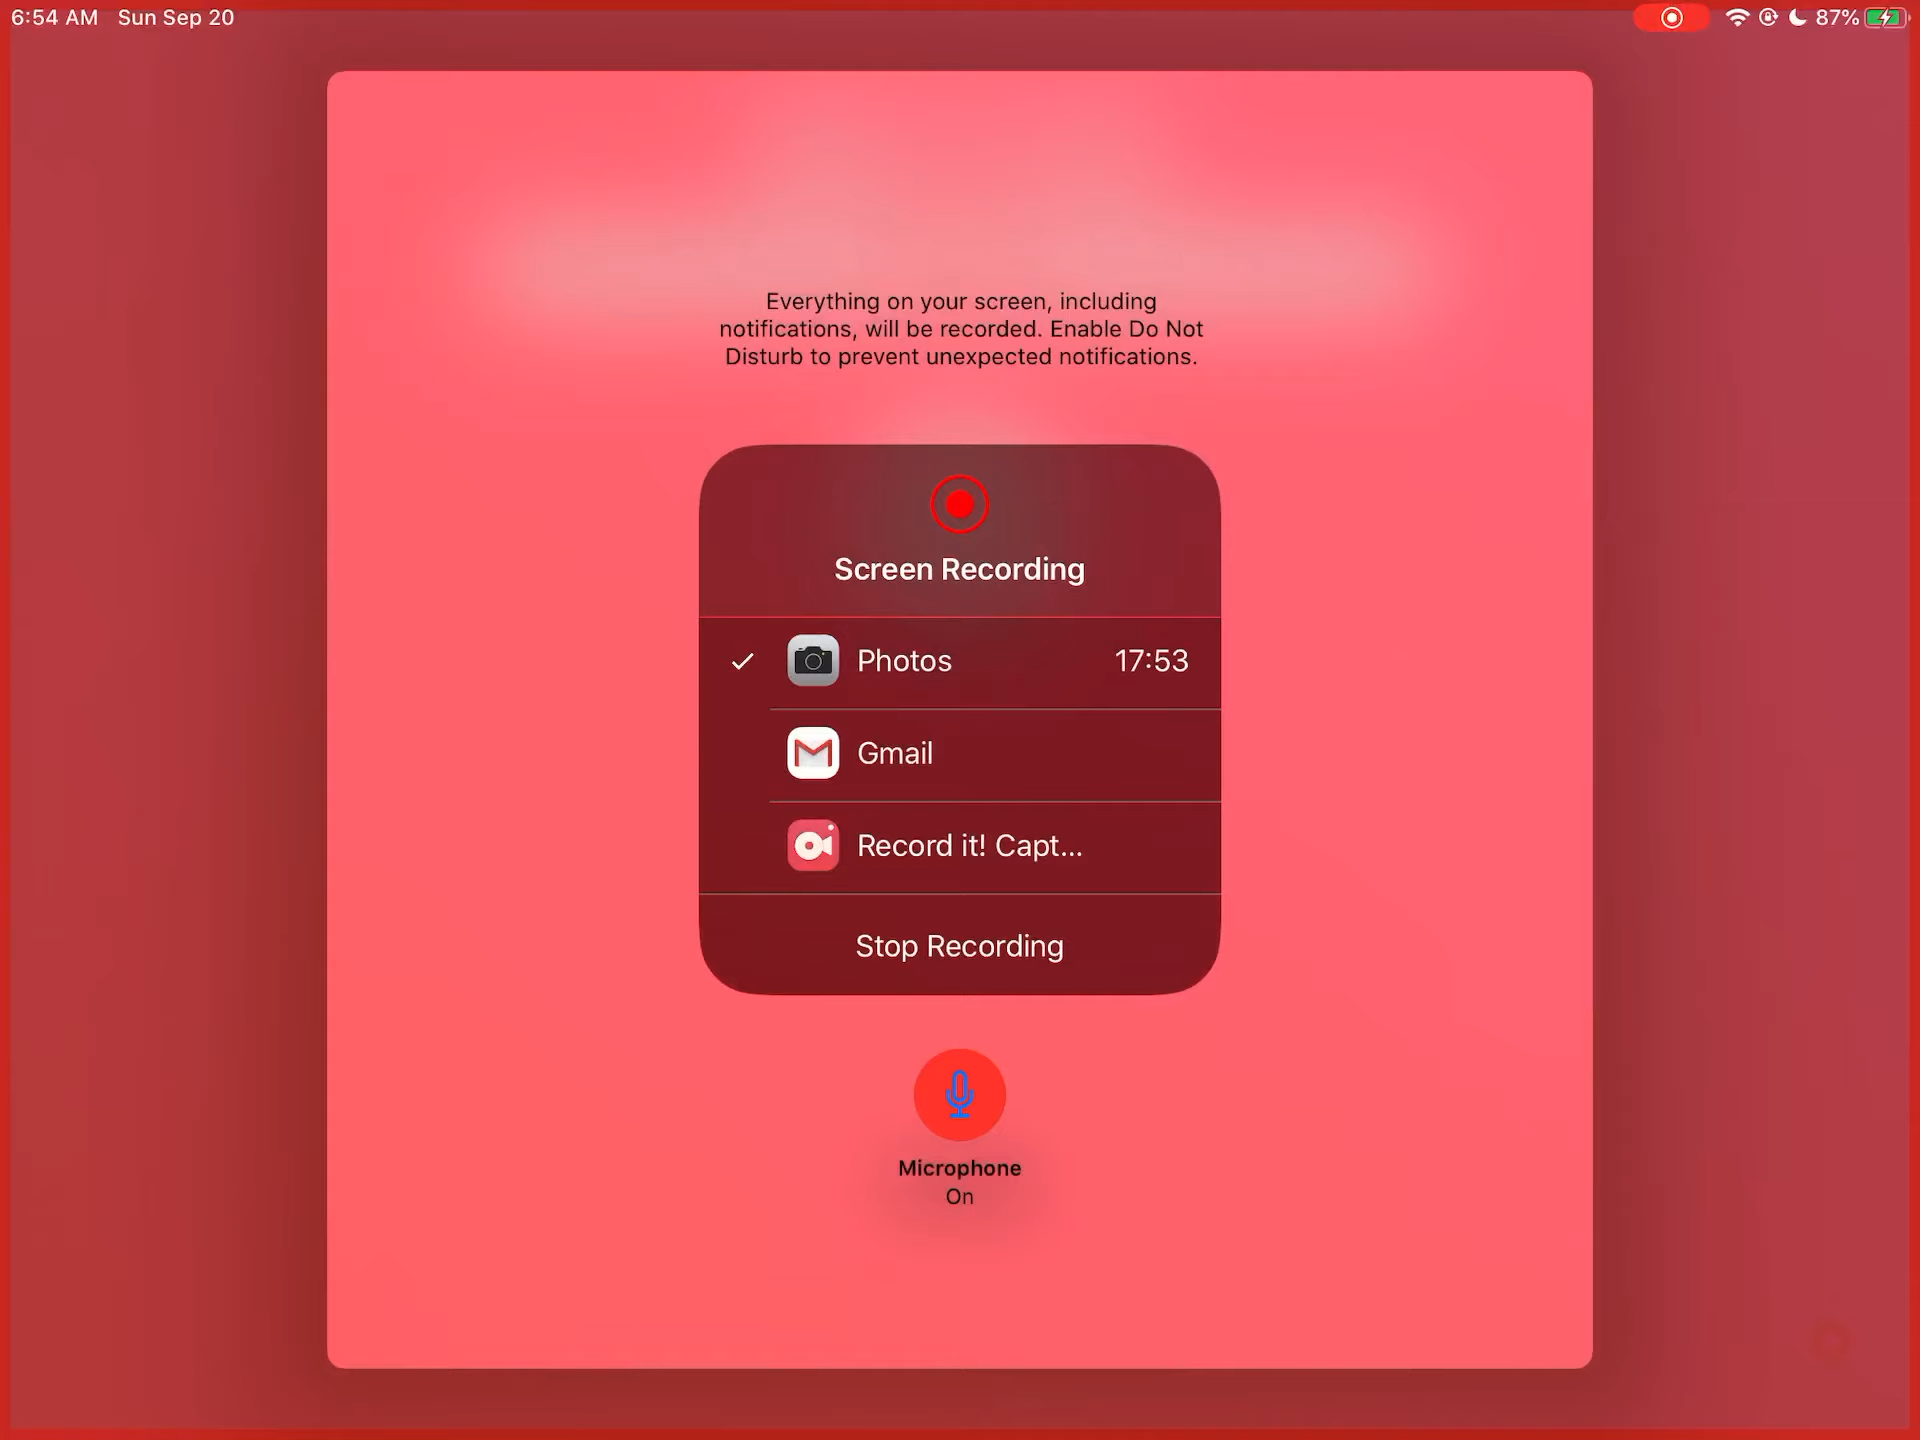 6:54 AM Sun Sep 20
87%
Everything on your screen, including
notifications, will be recorded. Enable Do Not
Disturb to prevent unexpected notifications.
Screen Recording
Photos 17:53
Gmail
Record it! Capt...
Stop Recording
Microphone
On